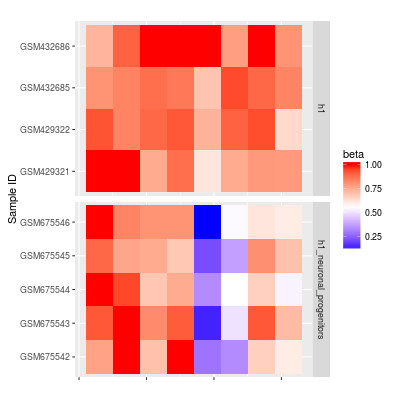 GSM432686
GSM432685
GSM429322
GSM429321
h1
GSM675546
GSM675545
GSM675544
GSM675543
GSM675542
h1_neuronal_progenitors
Sample ID
beta
1.00
0.75
0.50
0.25